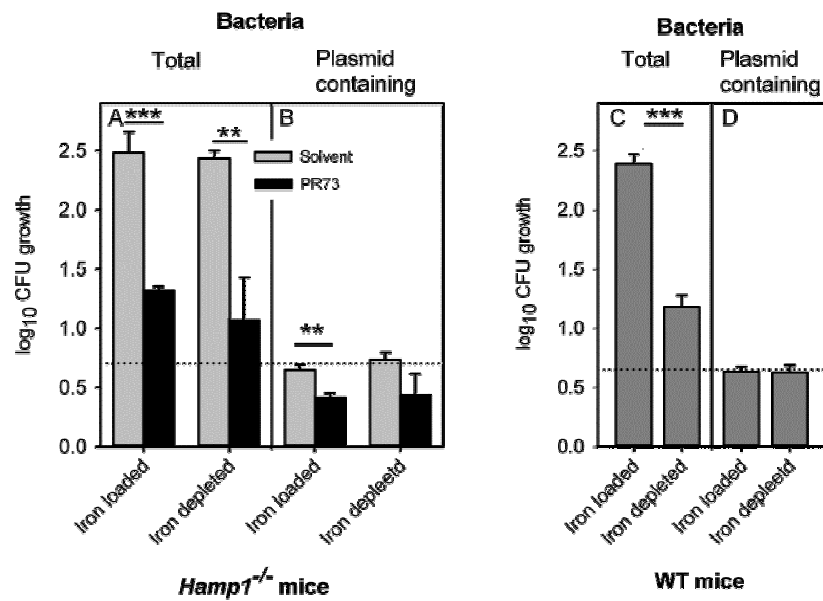 Bacteria
Total
Plasmid
containing
A
***
**
B
Solvent
PR73
**
2.5
2.0
1.5
1.0
0.5
0.0
log10 CFU growth
Iron loaded
Iron depleted
Iron loaded
Iron depleetd
Hamp1-/- mice
Bacteria
Total
Plasmid
containing
C
***
D
2.5
2.0
1.5
1.0
0.5
0.0
log10 CFU growth
Iron loaded
Iron depleted
Iron loaded
Iron depleetd
WT mice